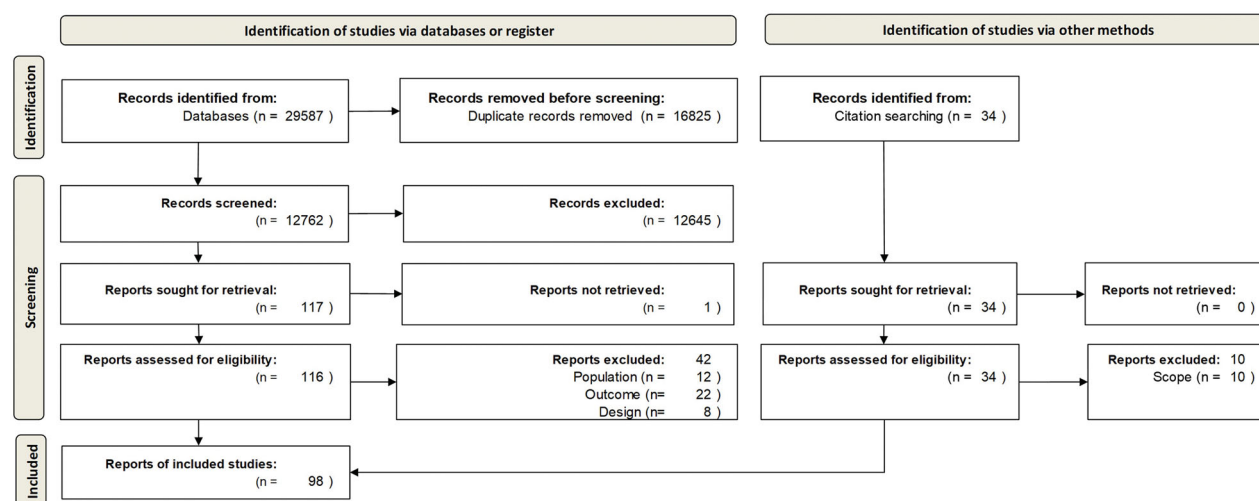 Identification of studies via databases or register
Identification of studies via other methods
Identification
Records identified from:
Databases (n = 29587 )
Records removed before screening:
Duplicate records removed (n = 16825 )
Records identified from:
Citation searching (n = 34 )
Screening
Records screened:
(n = 12762 )
Records excluded:
(n = 12645 )
Reports sought for retrieval:
(n = 117 )
Reports not retrieved:
(n = 1 )
Reports sought for retrieval:
(n = 34 )
Reports not retrieved:
(n = 0 )
Reports assessed for eligibility:
(n = 116 )
Reports excluded: 42
Population (n = 12 )
Outcome (n= 22 )
Design (n= 8 )
Reports assessed for eligibility:
(n = 34 )
Reports excluded: 10
Scope (n = 10 )
Included
Reports of included studies:
(n = 98 )